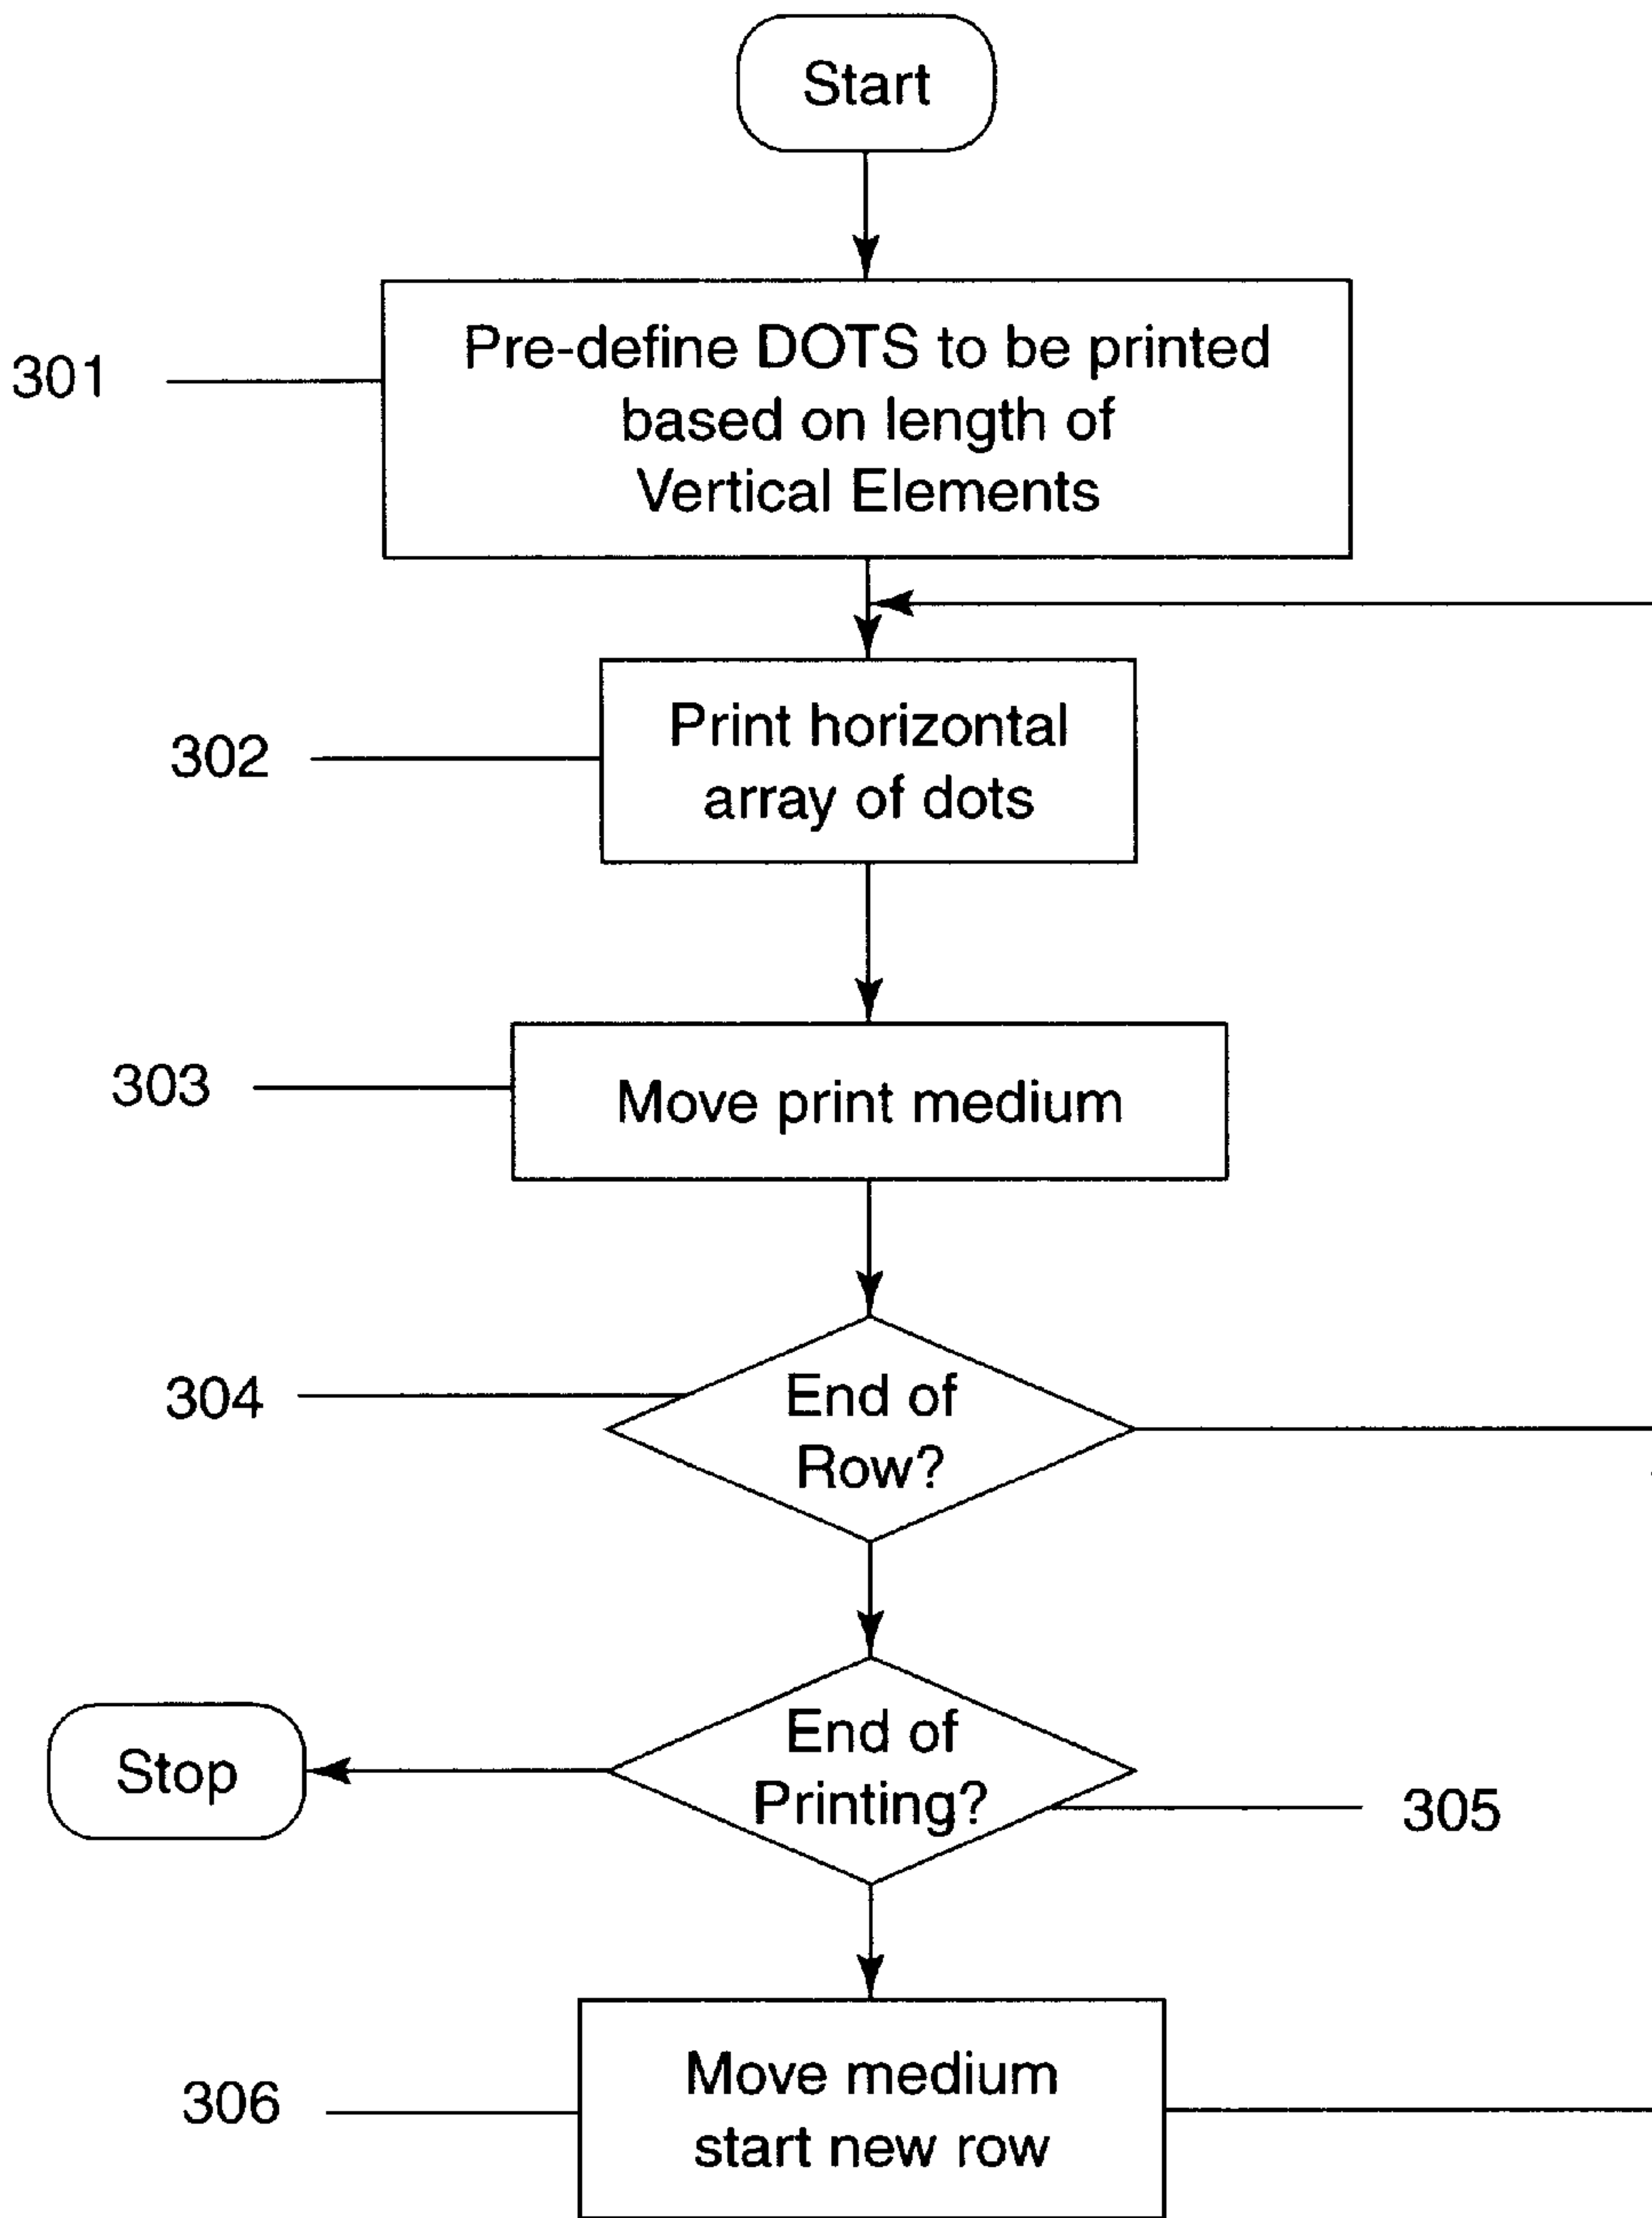 Start
301
Pre-define DOTS to be printed
based on length of
Vertical Elements
302
Print horizontal
array of dots
303
Move print medium
304
End of
Row?
Stop
End of
Printing?
305
306
Move medium
start new row